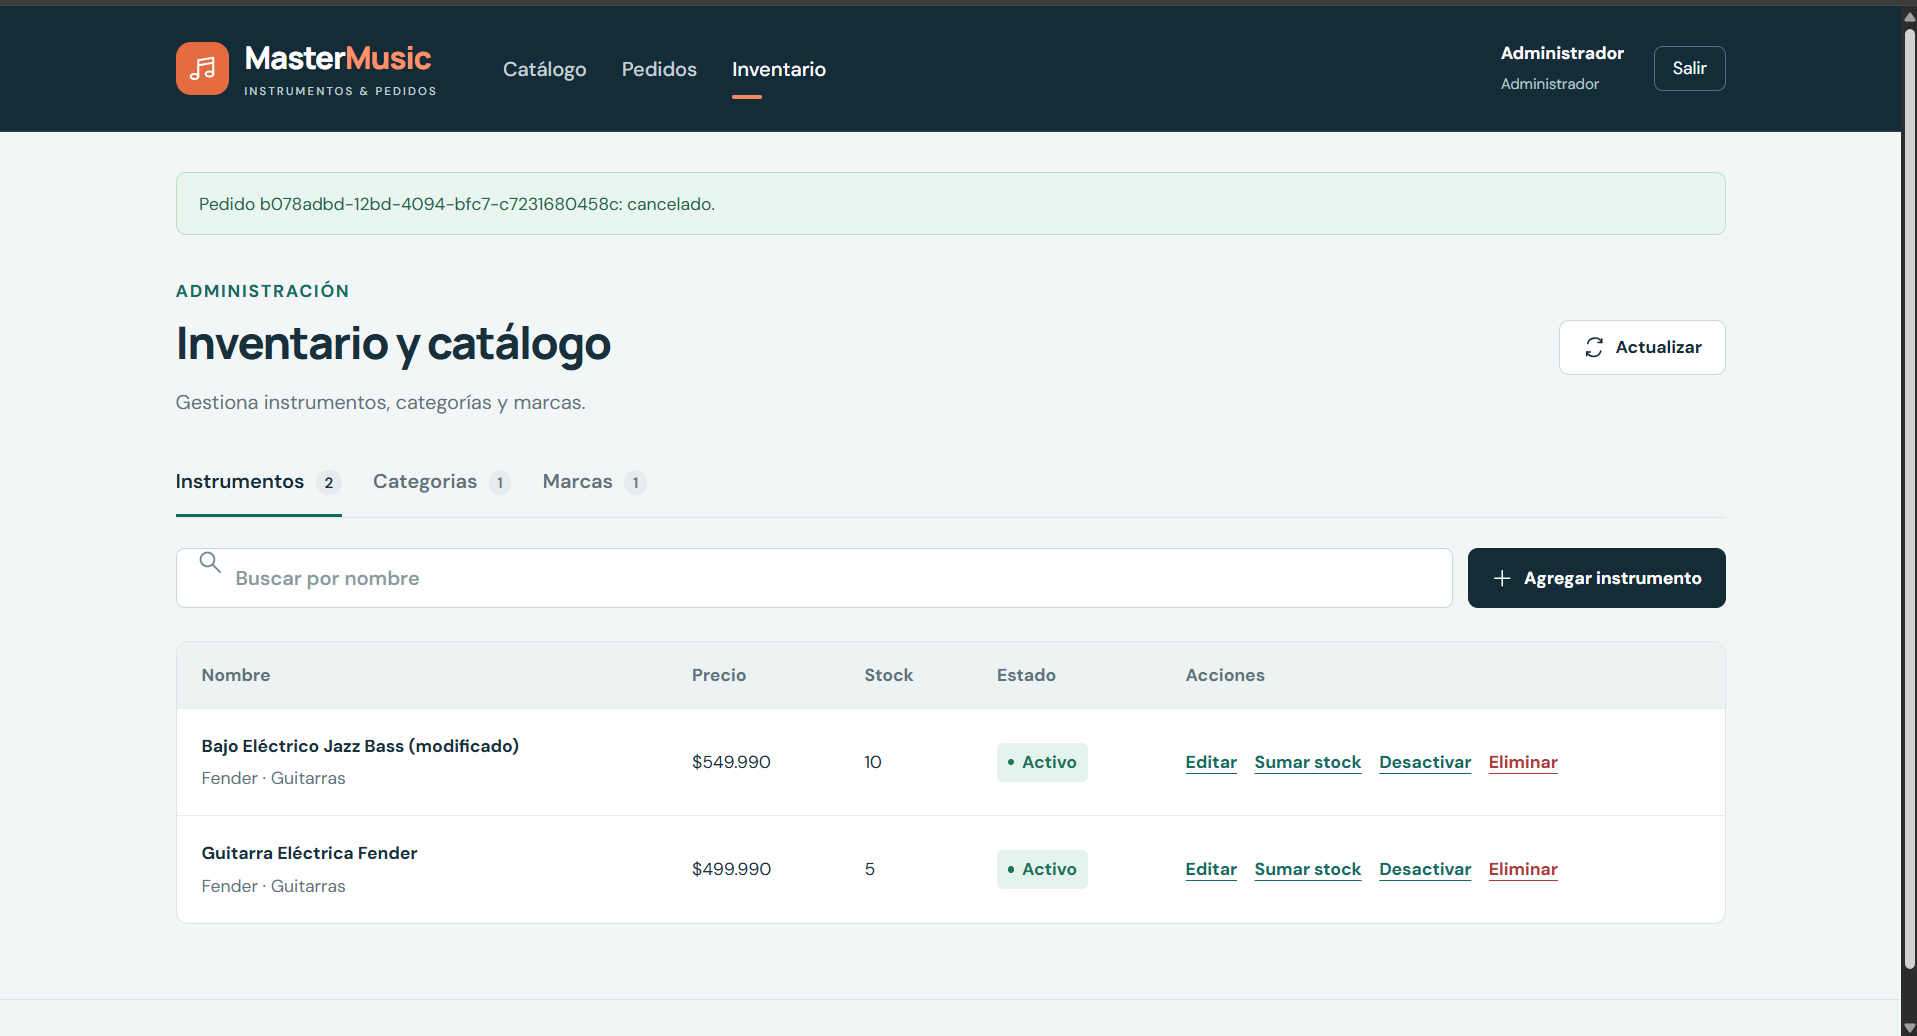 MasterMusic
INSTRUMENTOS & PEDIDOS
Catálogo
Pedidos
Inventario
Administrador
Administrador
Salir
Pedido b078adbd-12bd-4094-bfc7-c7231680458c: cancelado.
ADMINISTRACIÓN
Inventario y catálogo
Gestiona instrumentos, categorías y marcas.
Actualizar
Instrumentos 2
Categorias 1
Marcas 1
Buscar por nombre
Agregar instrumento
Nombre Precio Stock Estado Acciones
Bajo Eléctrico Jazz Bass (modificado)
Fender · Guitarras
$549.990 10 Activo Editar Sumar stock Desactivar Eliminar
Guitarra Eléctrica Fender
Fender · Guitarras
$499.990 5 Activo Editar Sumar stock Desactivar Eliminar